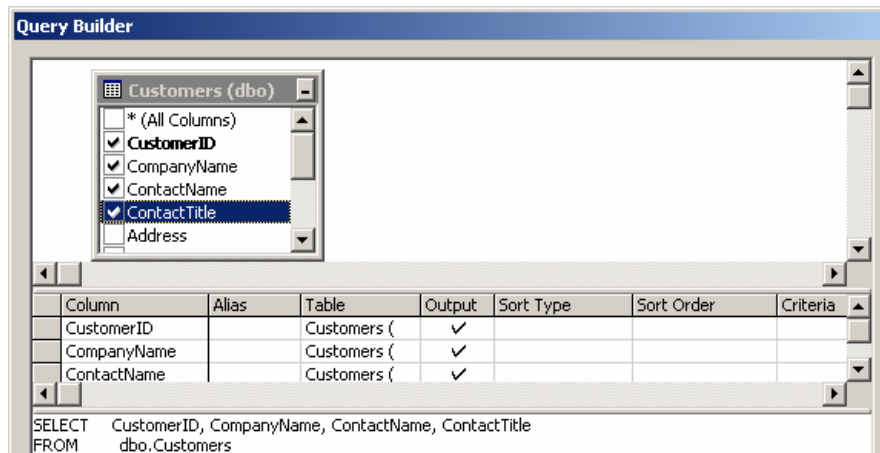 Query Builder
Customers (dbo)
* (All Columns)
CustomerID
CompanyName
ContactName
ContactTitle
Address
Column Alias Table Output Sort Type Sort Order Criteria
CustomerID Customers (
CompanyName Customers (
ContactName Customers (
SELECT CustomerID, CompanyName, ContactName, ContactTitle
FROM dbo.Customers